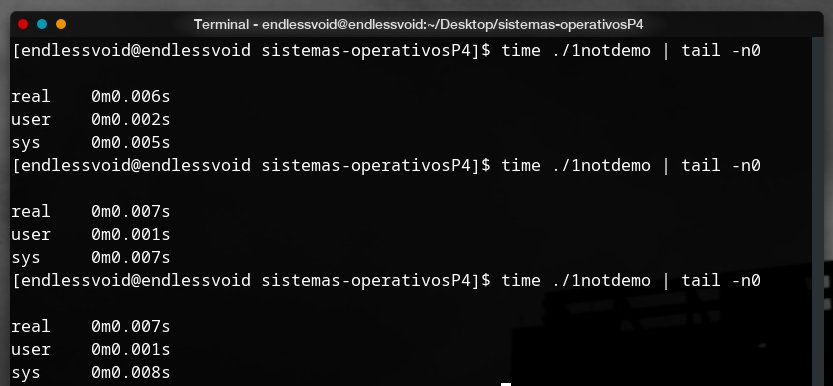 Terminal - endlessvoid@endlessvoid:~/Desktop/sistemas-operativosP4
[endlessvoid@endlessvoid sistemas-operativosP4]$ time ./1notdemo | tail -n0
real    0m0.006s
user    0m0.002s
sys     0m0.005s
[endlessvoid@endlessvoid sistemas-operativosP4]$ time ./1notdemo | tail -n0
real    0m0.007s
user    0m0.001s
sys     0m0.007s
[endlessvoid@endlessvoid sistemas-operativosP4]$ time ./1notdemo | tail -n0
real    0m0.007s
user    0m0.001s
sys     0m0.008s